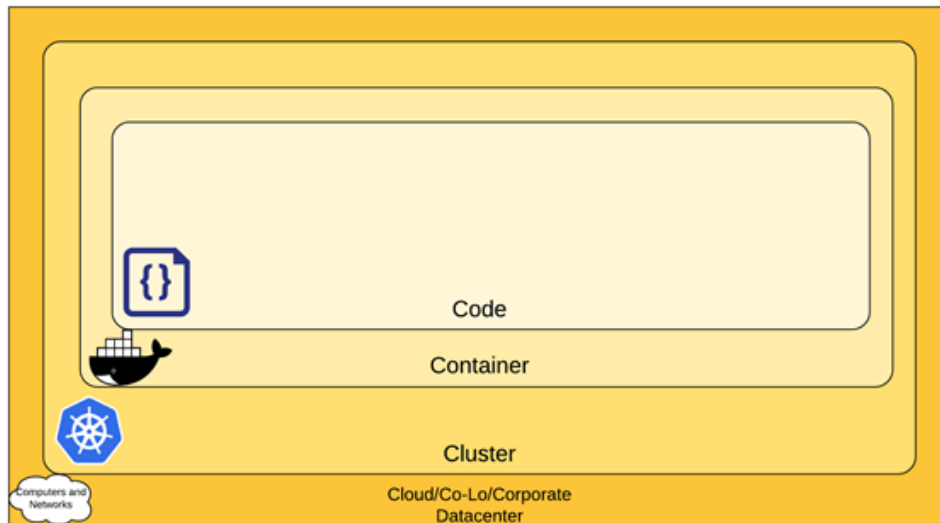 {}
Code
Container
Cluster
Computers and
Networks
Cloud/Co-Lo/Corporate
Datacenter